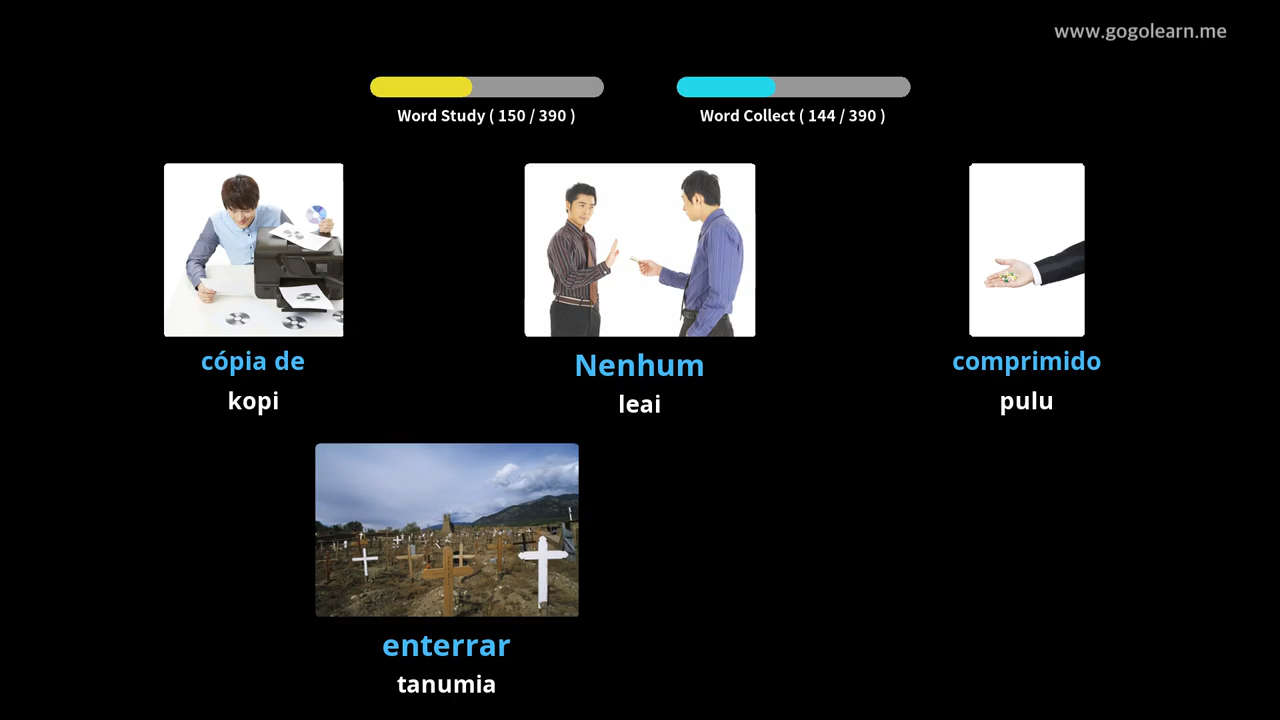 www.gogolearn.me
Word Study ( 150 / 390 )
Word Collect ( 144 / 390 )
cópia de
kopi
Nenhum
leai
comprimido
pulu
enterrar
tanumia